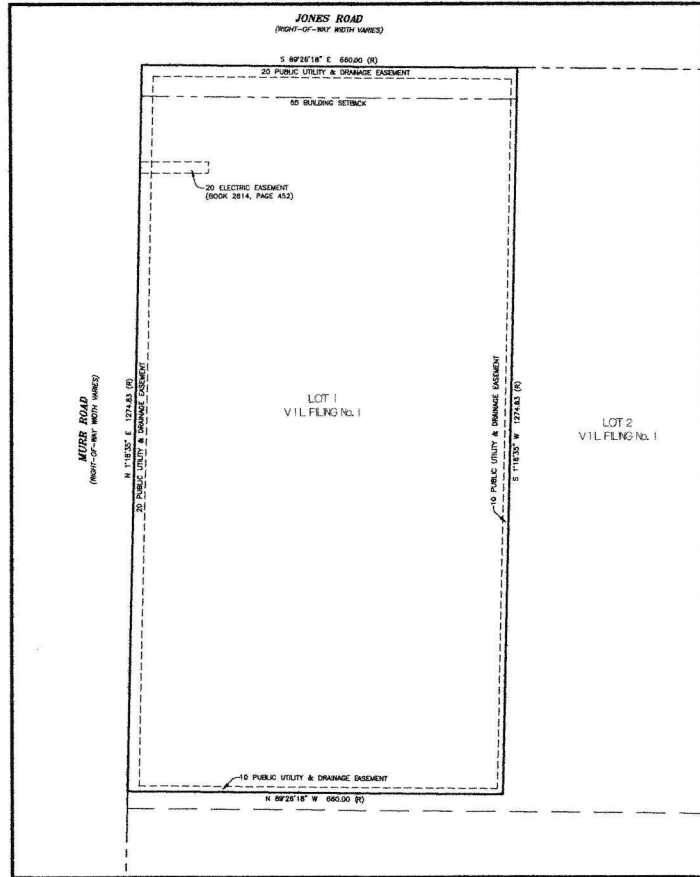 JONES ROAD
(RIGHT-OF-WAY WIDTH VARIES)
S 89°26'18" E 660.00 (R)
20 PUBLIC UTILITY & DRAINAGE EASEMENT
65 BUILDING SETBACK
20 ELECTRIC EASEMENT
(BOOK 2614, PAGE 452)
MURR ROAD
(RIGHT-OF-WAY WIDTH VARIES)
N 1°18'35" E 1274.83 (R)
20 PUBLIC UTILITY & DRAINAGE EASEMENT
LOT 1
V I L FILING No. 1
10 PUBLIC UTILITY & DRAINAGE EASEMENT
S 1°18'35" W 1274.83 (R)
LOT 2
V I L FILING No. 1
10 PUBLIC UTILITY & DRAINAGE EASEMENT
N 89°26'18" W 660.00 (R)